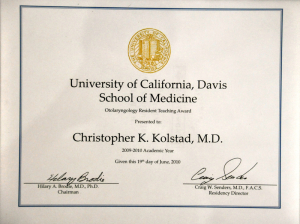 University of California, Davis
School of Medicine
Otolaryngology Resident Teaching Award
Presented to
Christopher K. Kolstad, M.D.
2009-2010 Academic Year
Given this 19th day of June, 2010
Hilary A. Brodie, M.D., Ph.D.
Chairman
Craig W. Senders, M.D., F.A.C.S.
Residency Director